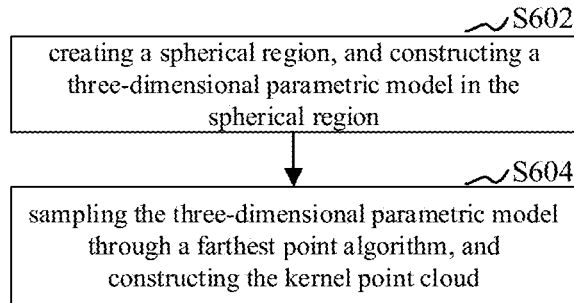 S602
creating a spherical region, and constructing a
three-dimensional parametric model in the
spherical region
S604
sampling the three-dimensional parametric model
through a farthest point algorithm, and
constructing the kernel point cloud